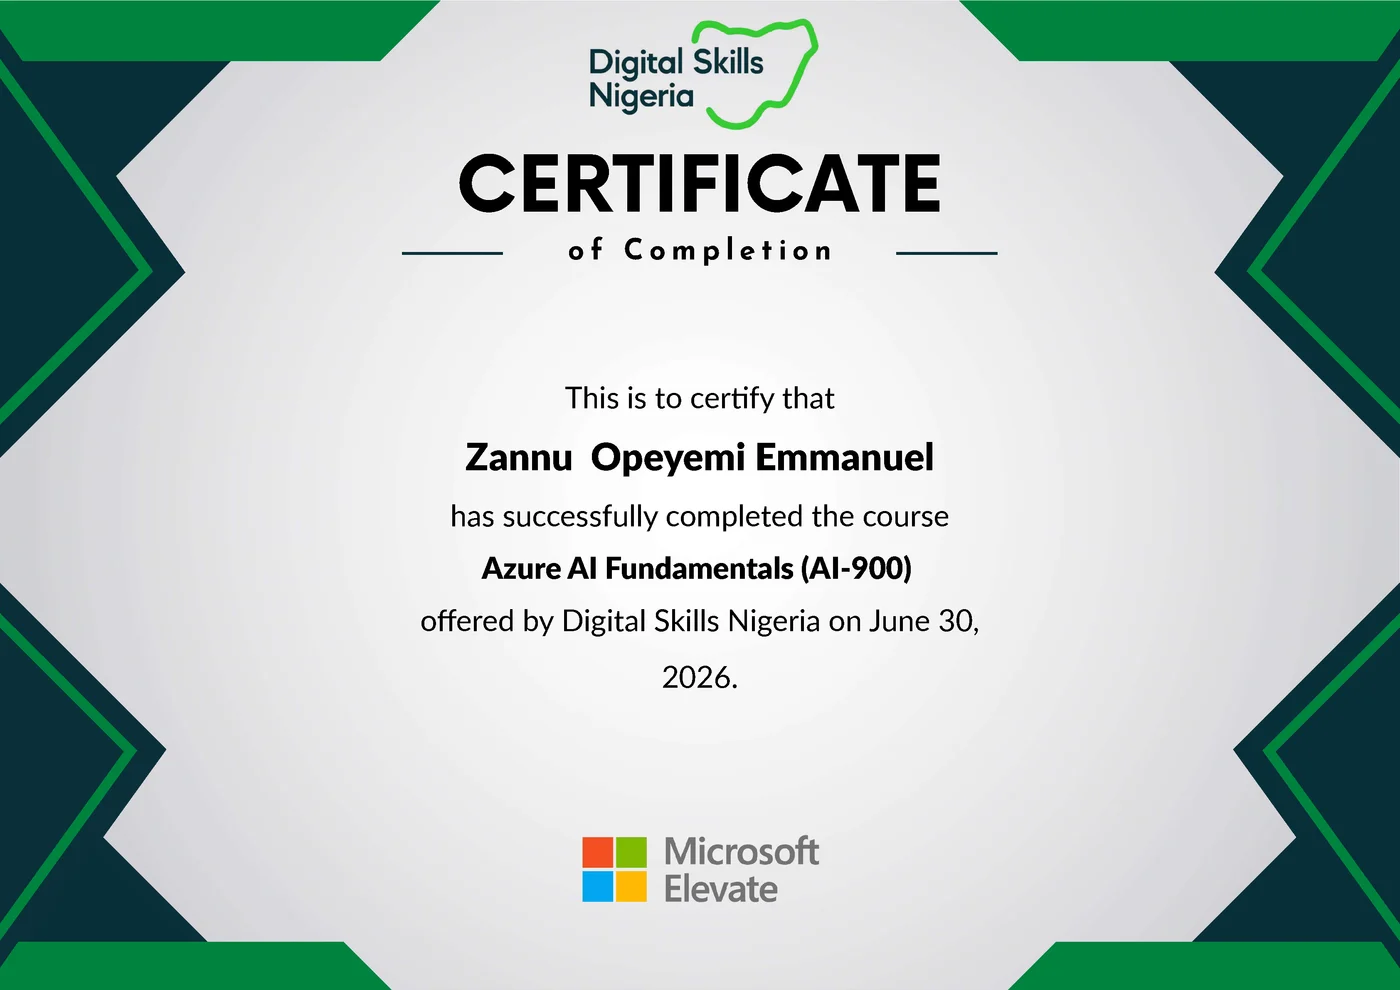 Digital Skills
Nigeria
CERTIFICATE
of Completion
This is to certify that
Zannu  Opeyemi Emmanuel
has successfully completed the course
Azure AI Fundamentals (AI-900)
offered by Digital Skills Nigeria on June 30,
2026.
Microsoft
Elevate